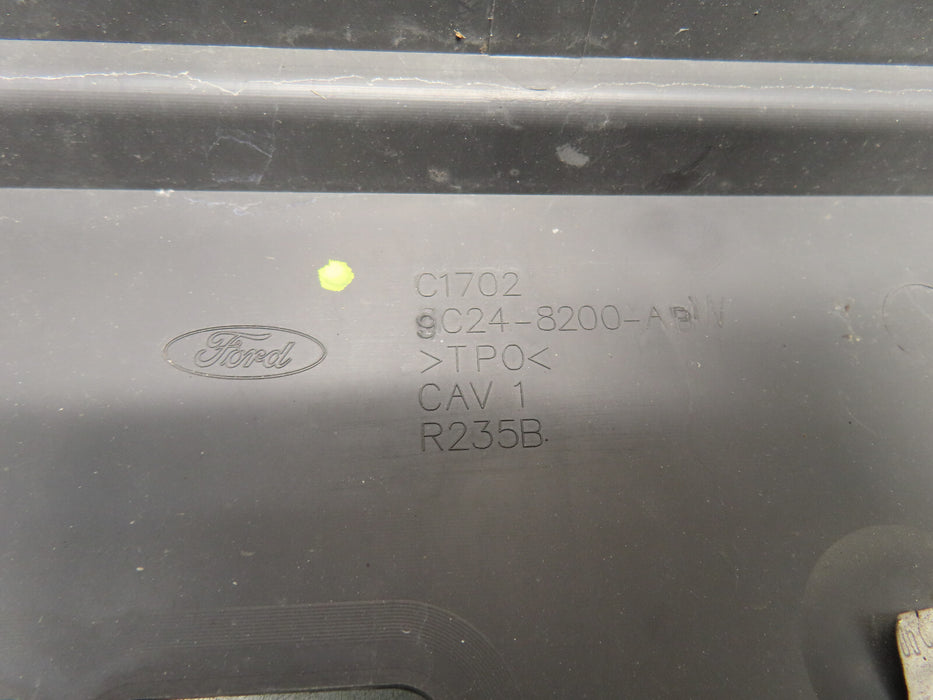 Ford
C1702
9C24-8200-A
>TPO<
CAV 1
R235B